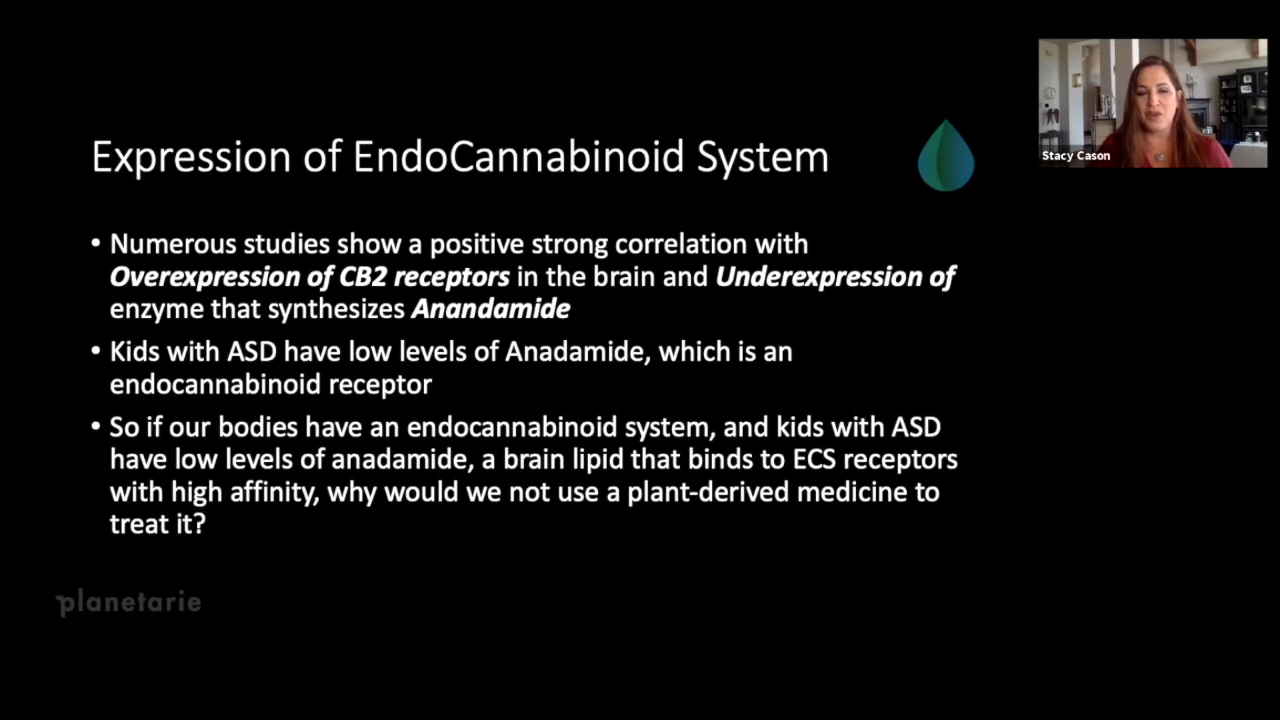 Expression of EndoCannabinoid System
• Numerous studies show a positive strong correlation with
Overexpression of CB2 receptors in the brain and Underexpression of
enzyme that synthesizes Anandamide
• Kids with ASD have low levels of Anadamide, which is an
endocannabinoid receptor
• So if our bodies have an endocannabinoid system, and kids with ASD
have low levels of anadamide, a brain lipid that binds to ECS receptors
with high affinity, why would we not use a plant-derived medicine to
treat it?
planetarie
Stacy Cason